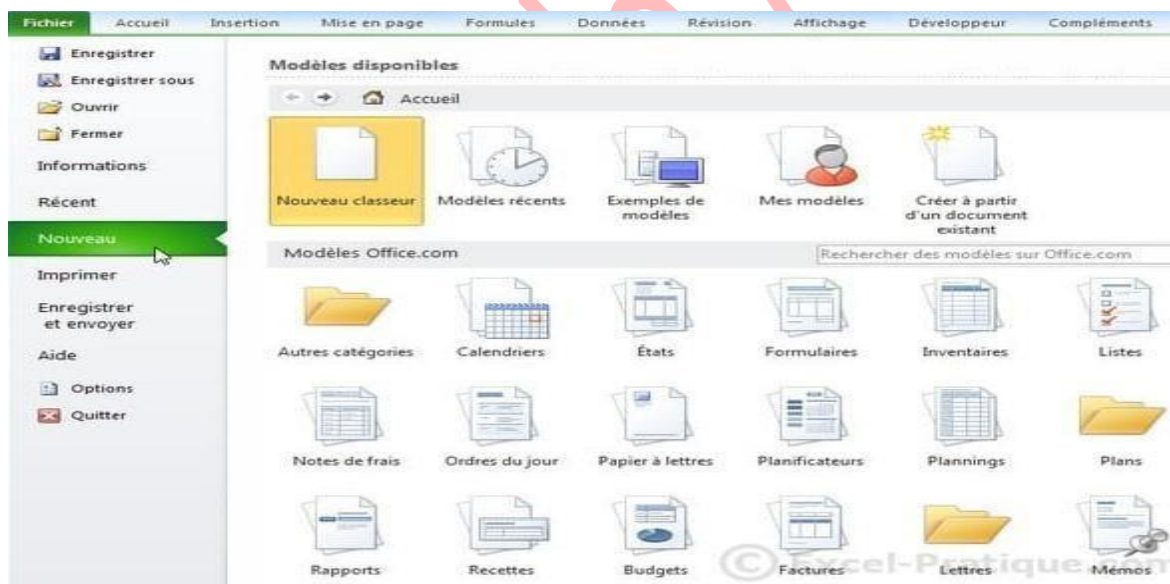 Fichier Accueil Insertion Mise en page Formules Données Révision Affichage Développeur Compléments
Enregistrer
Enregistrer sous
Ouvrir
Fermer
Informations
Récent
Nouveau
Imprimer
Enregistrer
et envoyer
Aide
Options
Quitter
Modèles disponibles
Accueil
Nouveau classeur Modèles récents Exemples de modèles Mes modèles Créer à partir d'un document existant
Modèles Office.com Rechercher des modèles sur Office.com
Autres catégories Calendriers États Formulaires Inventaires Listes
Notes de frais Ordres du jour Papier à lettres Planificateurs Plannings Plans
Rapports Recettes Budgets Factures Lettres Mémos
© Excel-Pratique.com